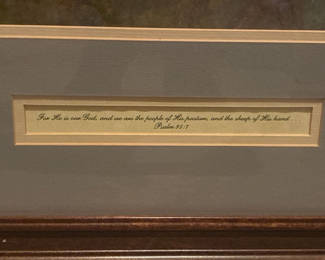 For He is our God, and we are the people of His pasture, and the sheep of His hand
Psalm 95:7